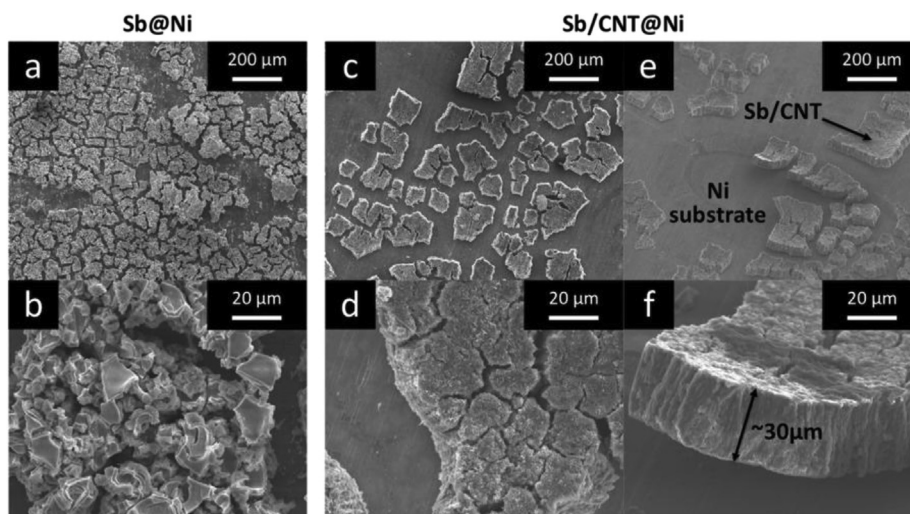 Sb@Ni
Sb/CNT@Ni
a
200 µm
c
200 µm
e
200 µm
Sb/CNT
Ni
substrate
b
20 µm
d
20 µm
f
20 µm
~30µm